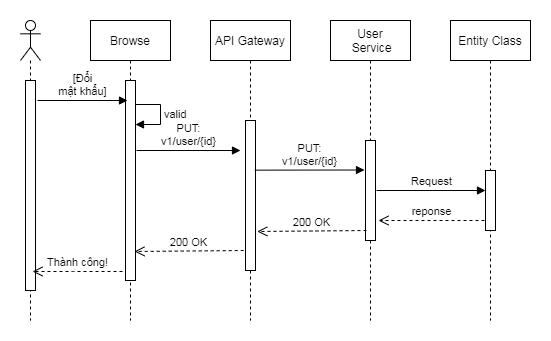 Browse
API Gateway
User
Service
Entity Class
[Đổi
mật khẩu]
valid
PUT:
v1/user/{id}
PUT:
v1/user/{id}
Request
reponse
200 OK
200 OK
Thành công!